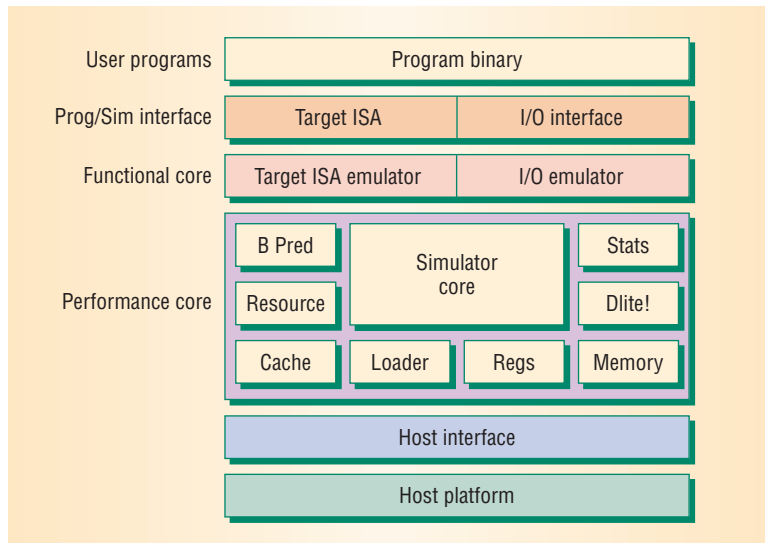 User programs
Program binary
Prog/Sim interface
Target ISA
I/O interface
Functional core
Target ISA emulator
I/O emulator
Performance core
B Pred
Simulator
core
Stats
Resource
Dlite!
Cache
Loader
Regs
Memory
Host interface
Host platform